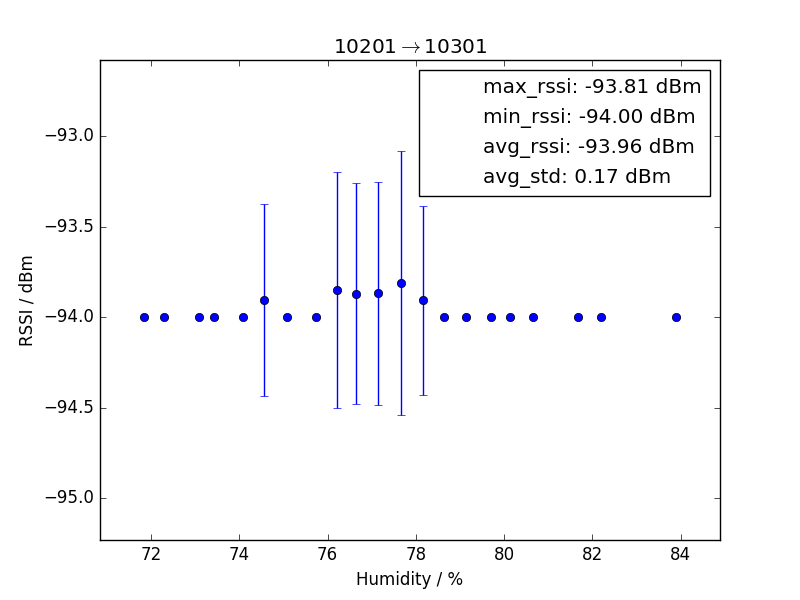 10201→10301
max_rssi: -93.81 dBm
min_rssi: -94.00 dBm
avg_rssi: -93.96 dBm
avg_std: 0.17 dBm
RSSI / dBm
−93.0
−93.5
−94.0
−94.5
−95.0
72 74 76 78 80 82 84
Humidity / %